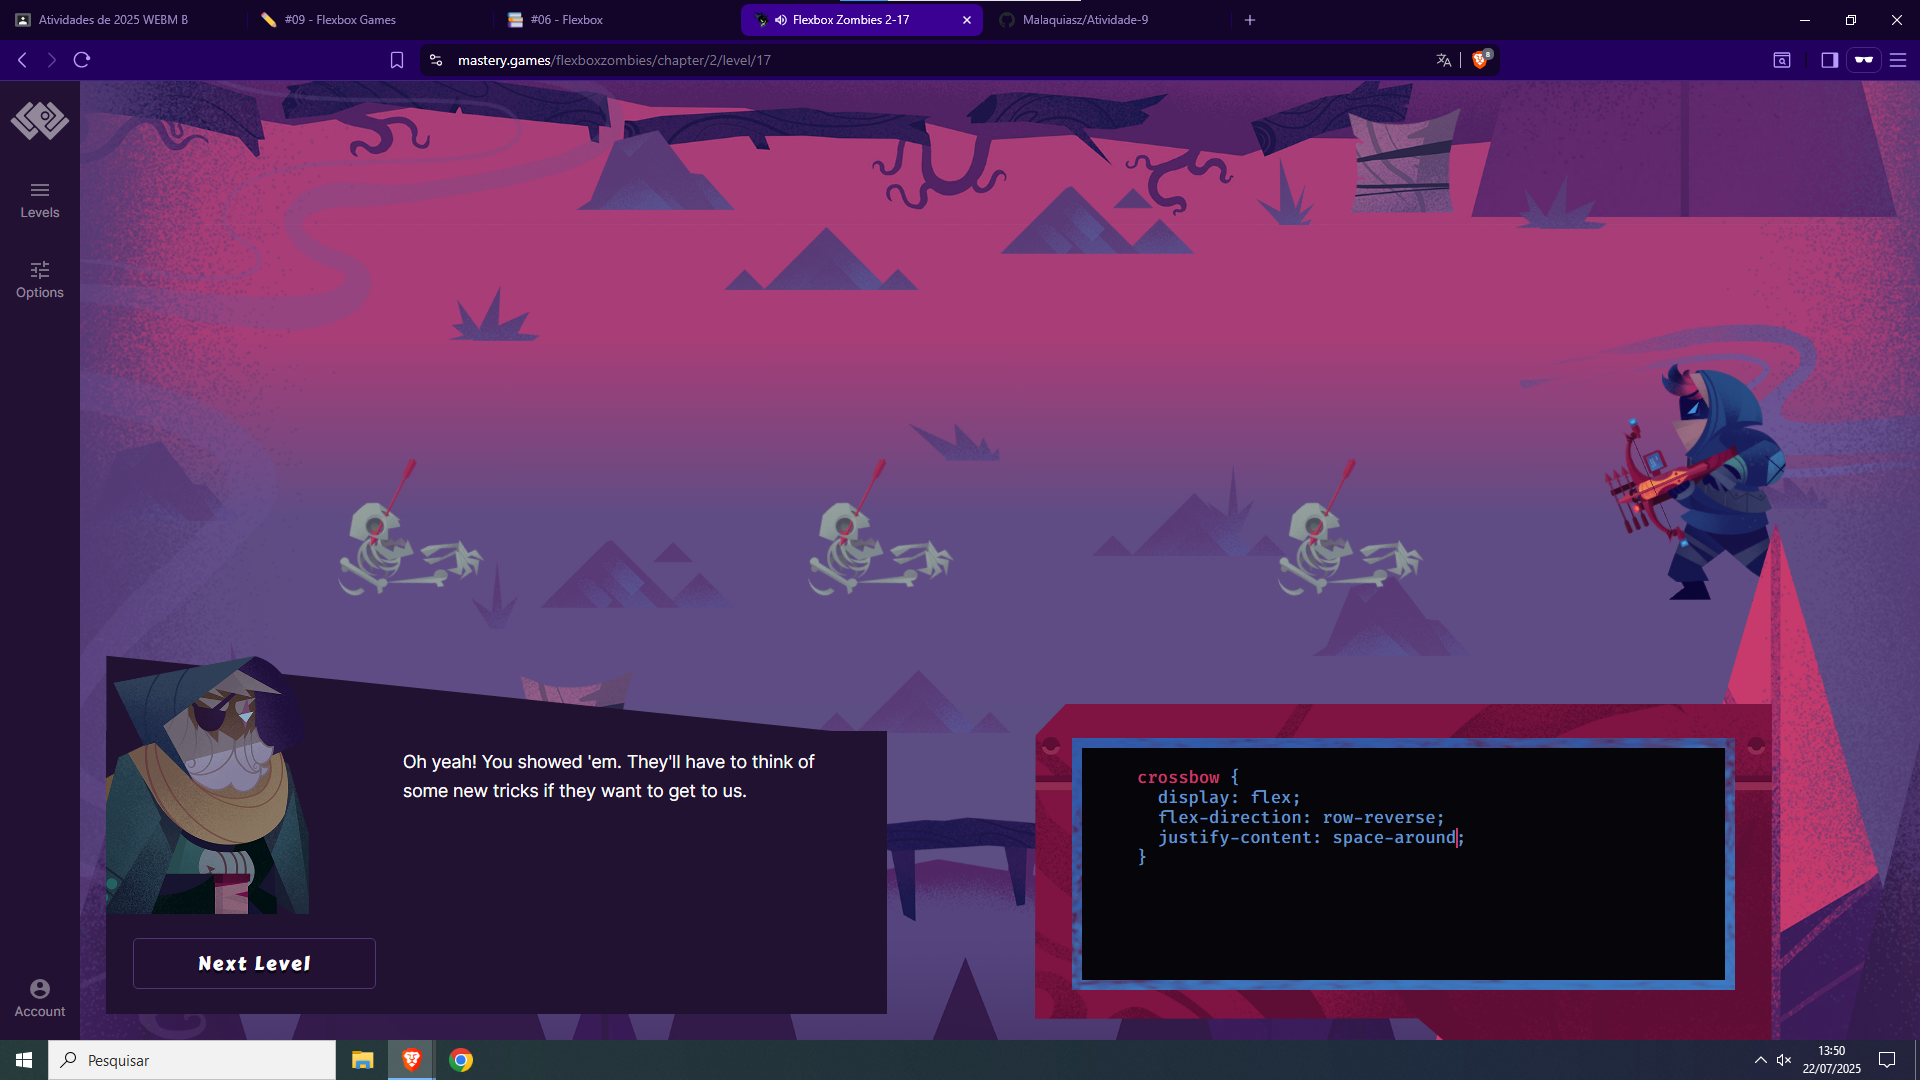 Atividades de 2025 WEBM B
#09 - Flexbox Games
#06 - Flexbox
Flexbox Zombies 2-17
Malaquiasz/Atividade-9
mastery.games/flexboxzombies/chapter/2/level/17
8
Levels
Options
Oh yeah! You showed 'em. They'll have to think of
some new tricks if they want to get to us.
Next Level
crossbow {
display: flex;
flex-direction: row-reverse;
justify-content: space-around;
}
Account
Pesquisar
13:50
22/07/2025